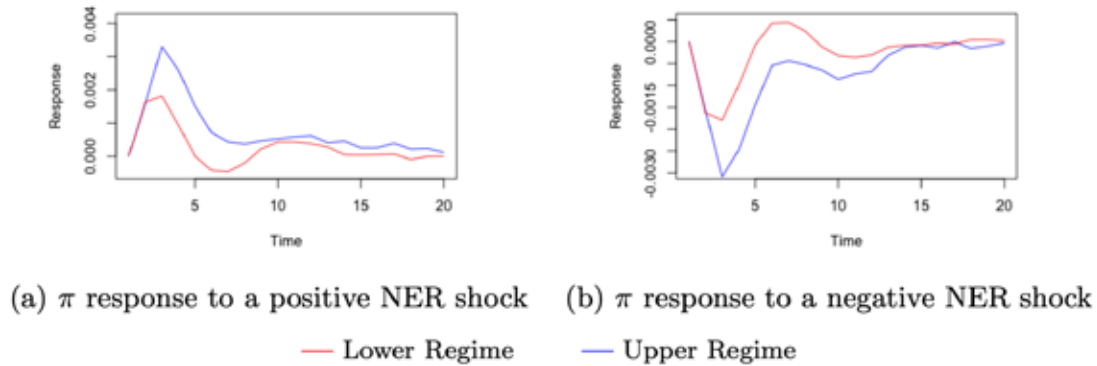 Response
0.004
0.002
0.000
5
10
15
20
Time
Response
0.0000
-0.0015
-0.0030
5
10
15
20
Time
(a) π response to a positive NER shock
(b) π response to a negative NER shock
Lower Regime
Upper Regime